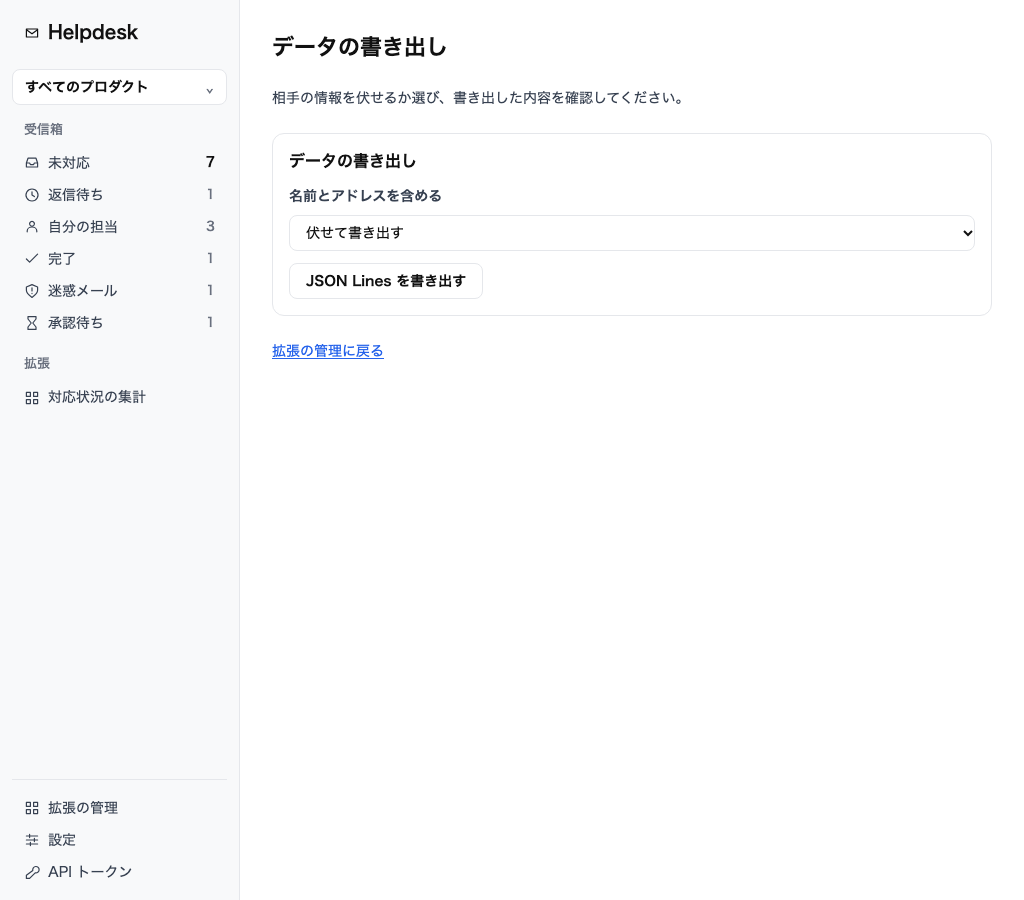 Helpdesk
すべてのプロダクト
受信箱
未対応 7
返信待ち 1
自分の担当 3
完了 1
迷惑メール 1
承認待ち 1
拡張
対応状況の集計
拡張の管理
設定
API トークン
データの書き出し
相手の情報を伏せるか選び、書き出した内容を確認してください。
データの書き出し
名前とアドレスを含める
伏せて書き出す
JSON Lines を書き出す
拡張の管理に戻る